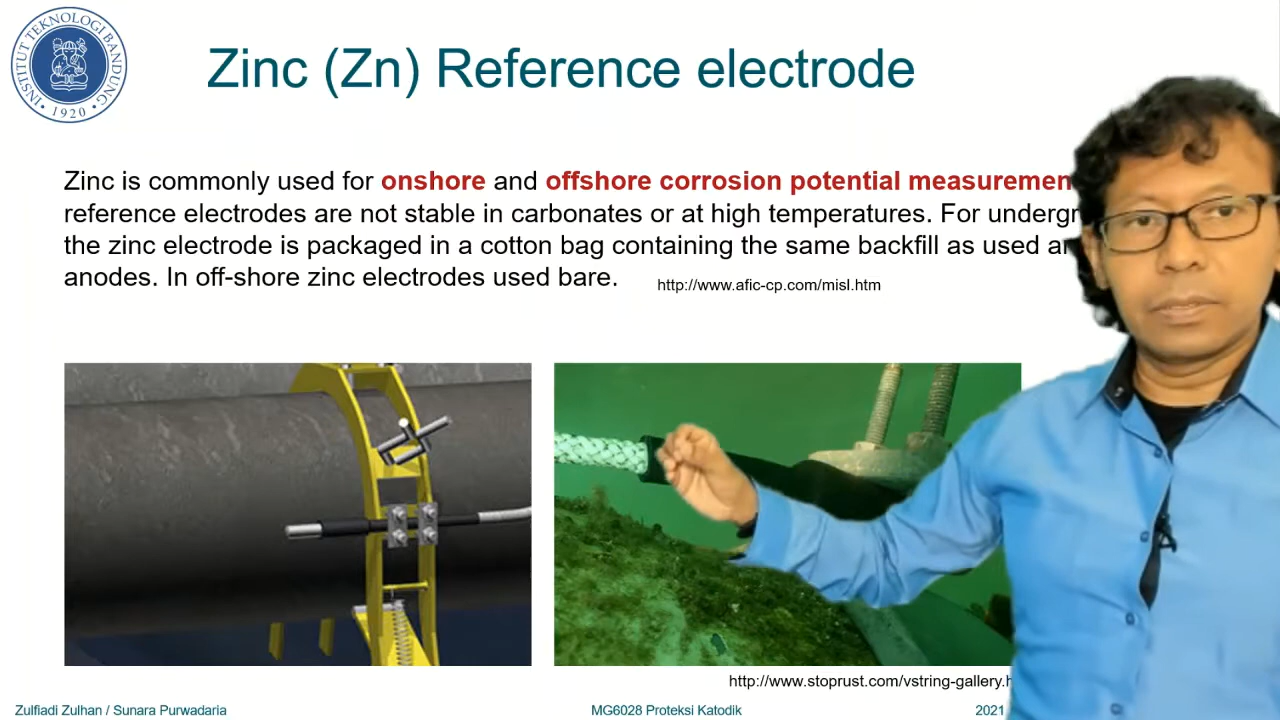 INSTITUT TEKNOLOGI BANDUNG
1920
Zinc (Zn) Reference electrode
Zinc is commonly used for onshore and offshore corrosion potential
reference electrodes are not stable in carbonates or at high temperatures. For
the zinc electrode is packaged in a cotton bag containing the same backfill as used
anodes. In off-shore zinc electrodes used bare.
http://www.afic-cp.com/misl.htm
http://www.stoprust.com/vstring-gallery.h
Zulfiadi Zulhan / Sunara Purwadaria
MG6028 Proteksi Katodik
2021